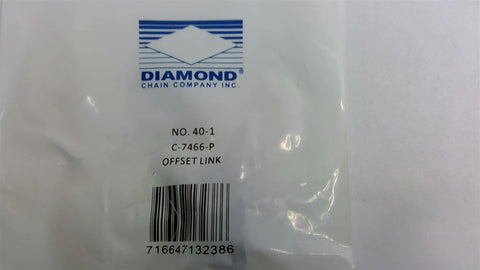 DIAMOND®
CHAIN COMPANY INC.
NO. 40-1
C-7466-P
OFFSET LINK
716647132386